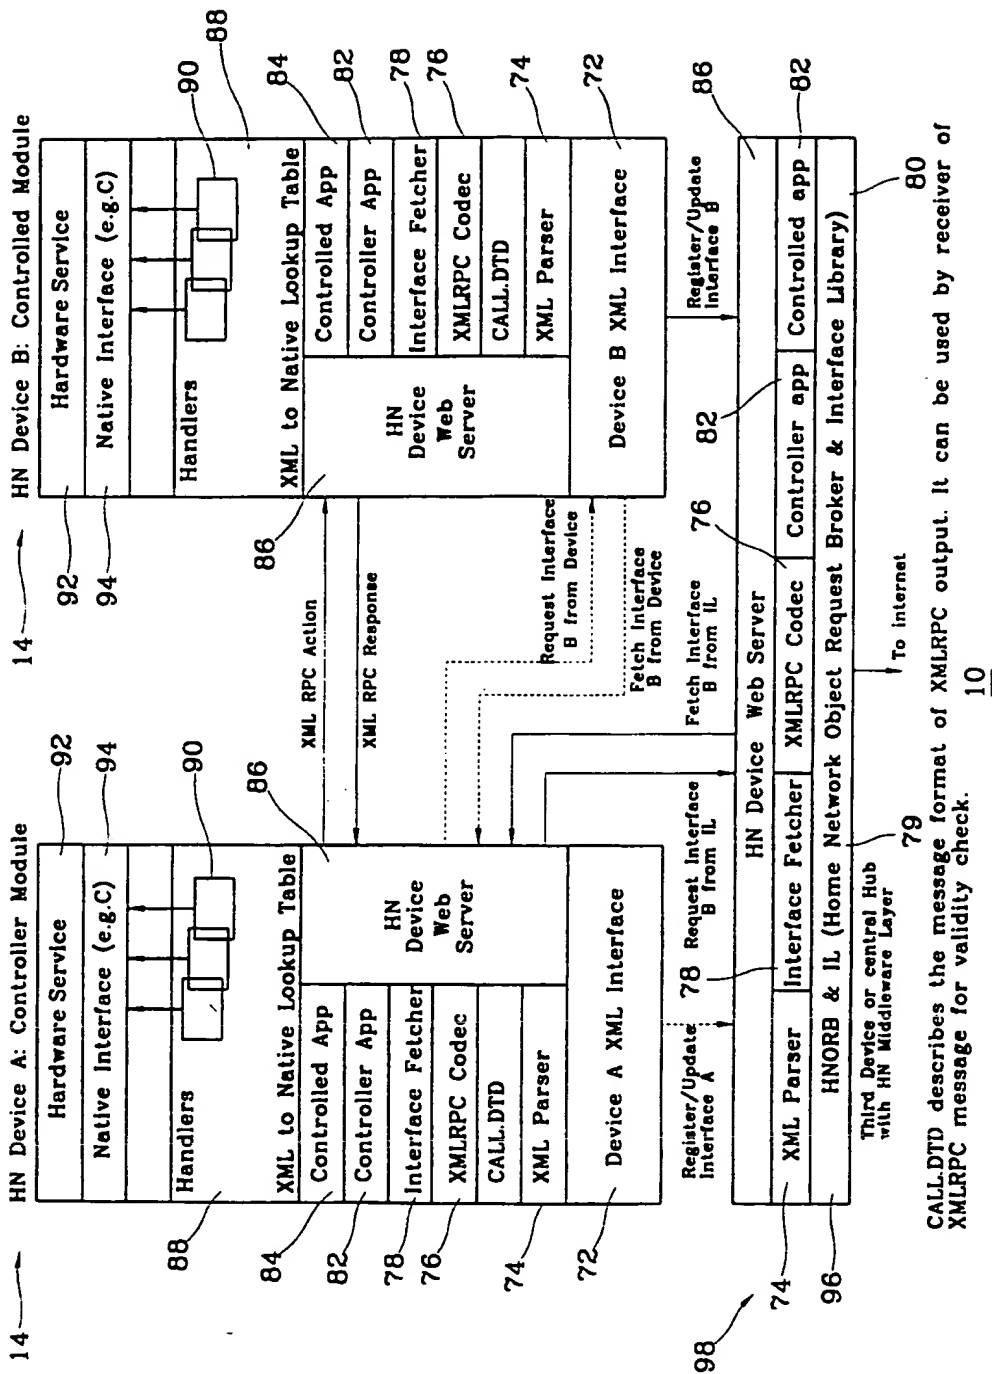 14
HN Device A: Controller Module
Hardware Service
92
Native Interface (e.g.C)
94
90
Handlers
88
XML to Native Lookup Table
Controlled App
84
Controller App
82
Interface Fetcher
78
XMLRPC Codec
76
CALL.DTD
XML Parser
74
HN
Device
Web
Server
86
Device A XML Interface
72
14
HN Device B: Controlled Module
Hardware Service
92
Native Interface (e.g.C)
94
90
Handlers
88
XML to Native Lookup Table
Controlled App
84
Controller App
82
Interface Fetcher
78
XMLRPC Codec
76
CALL.DTD
XML Parser
74
HN
Device
Web
Server
86
Device B XML Interface
72
XML RPC Action
XML RPC Response
Request Interface
B from Device
Fetch Interface
B from Device
Fetch Interface
B from IL
Request Interface
B from IL
Register/Update
Interface A
Register/Update
Interface B
98
HN Device Web Server
86
74
XML Parser
78
Interface Fetcher
XMLRPC Codec
76
Controller app
82
Controlled app
82
96
HNORB & IL (Home Network Object Request Broker & Interface Library)
80
79
Third Device or central Hub
with HN Middleware Layer
To internet
CALL.DTD describes the message format of XMLRPC output. It can be used by receiver of
XMLRPC message for validity check.
10